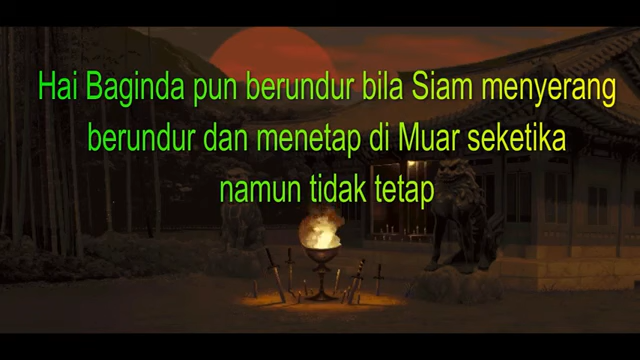 Hai Baginda pun berundur bila Siam menyerang
berundur dan menetap di Muar seketika
namun tidak tetap